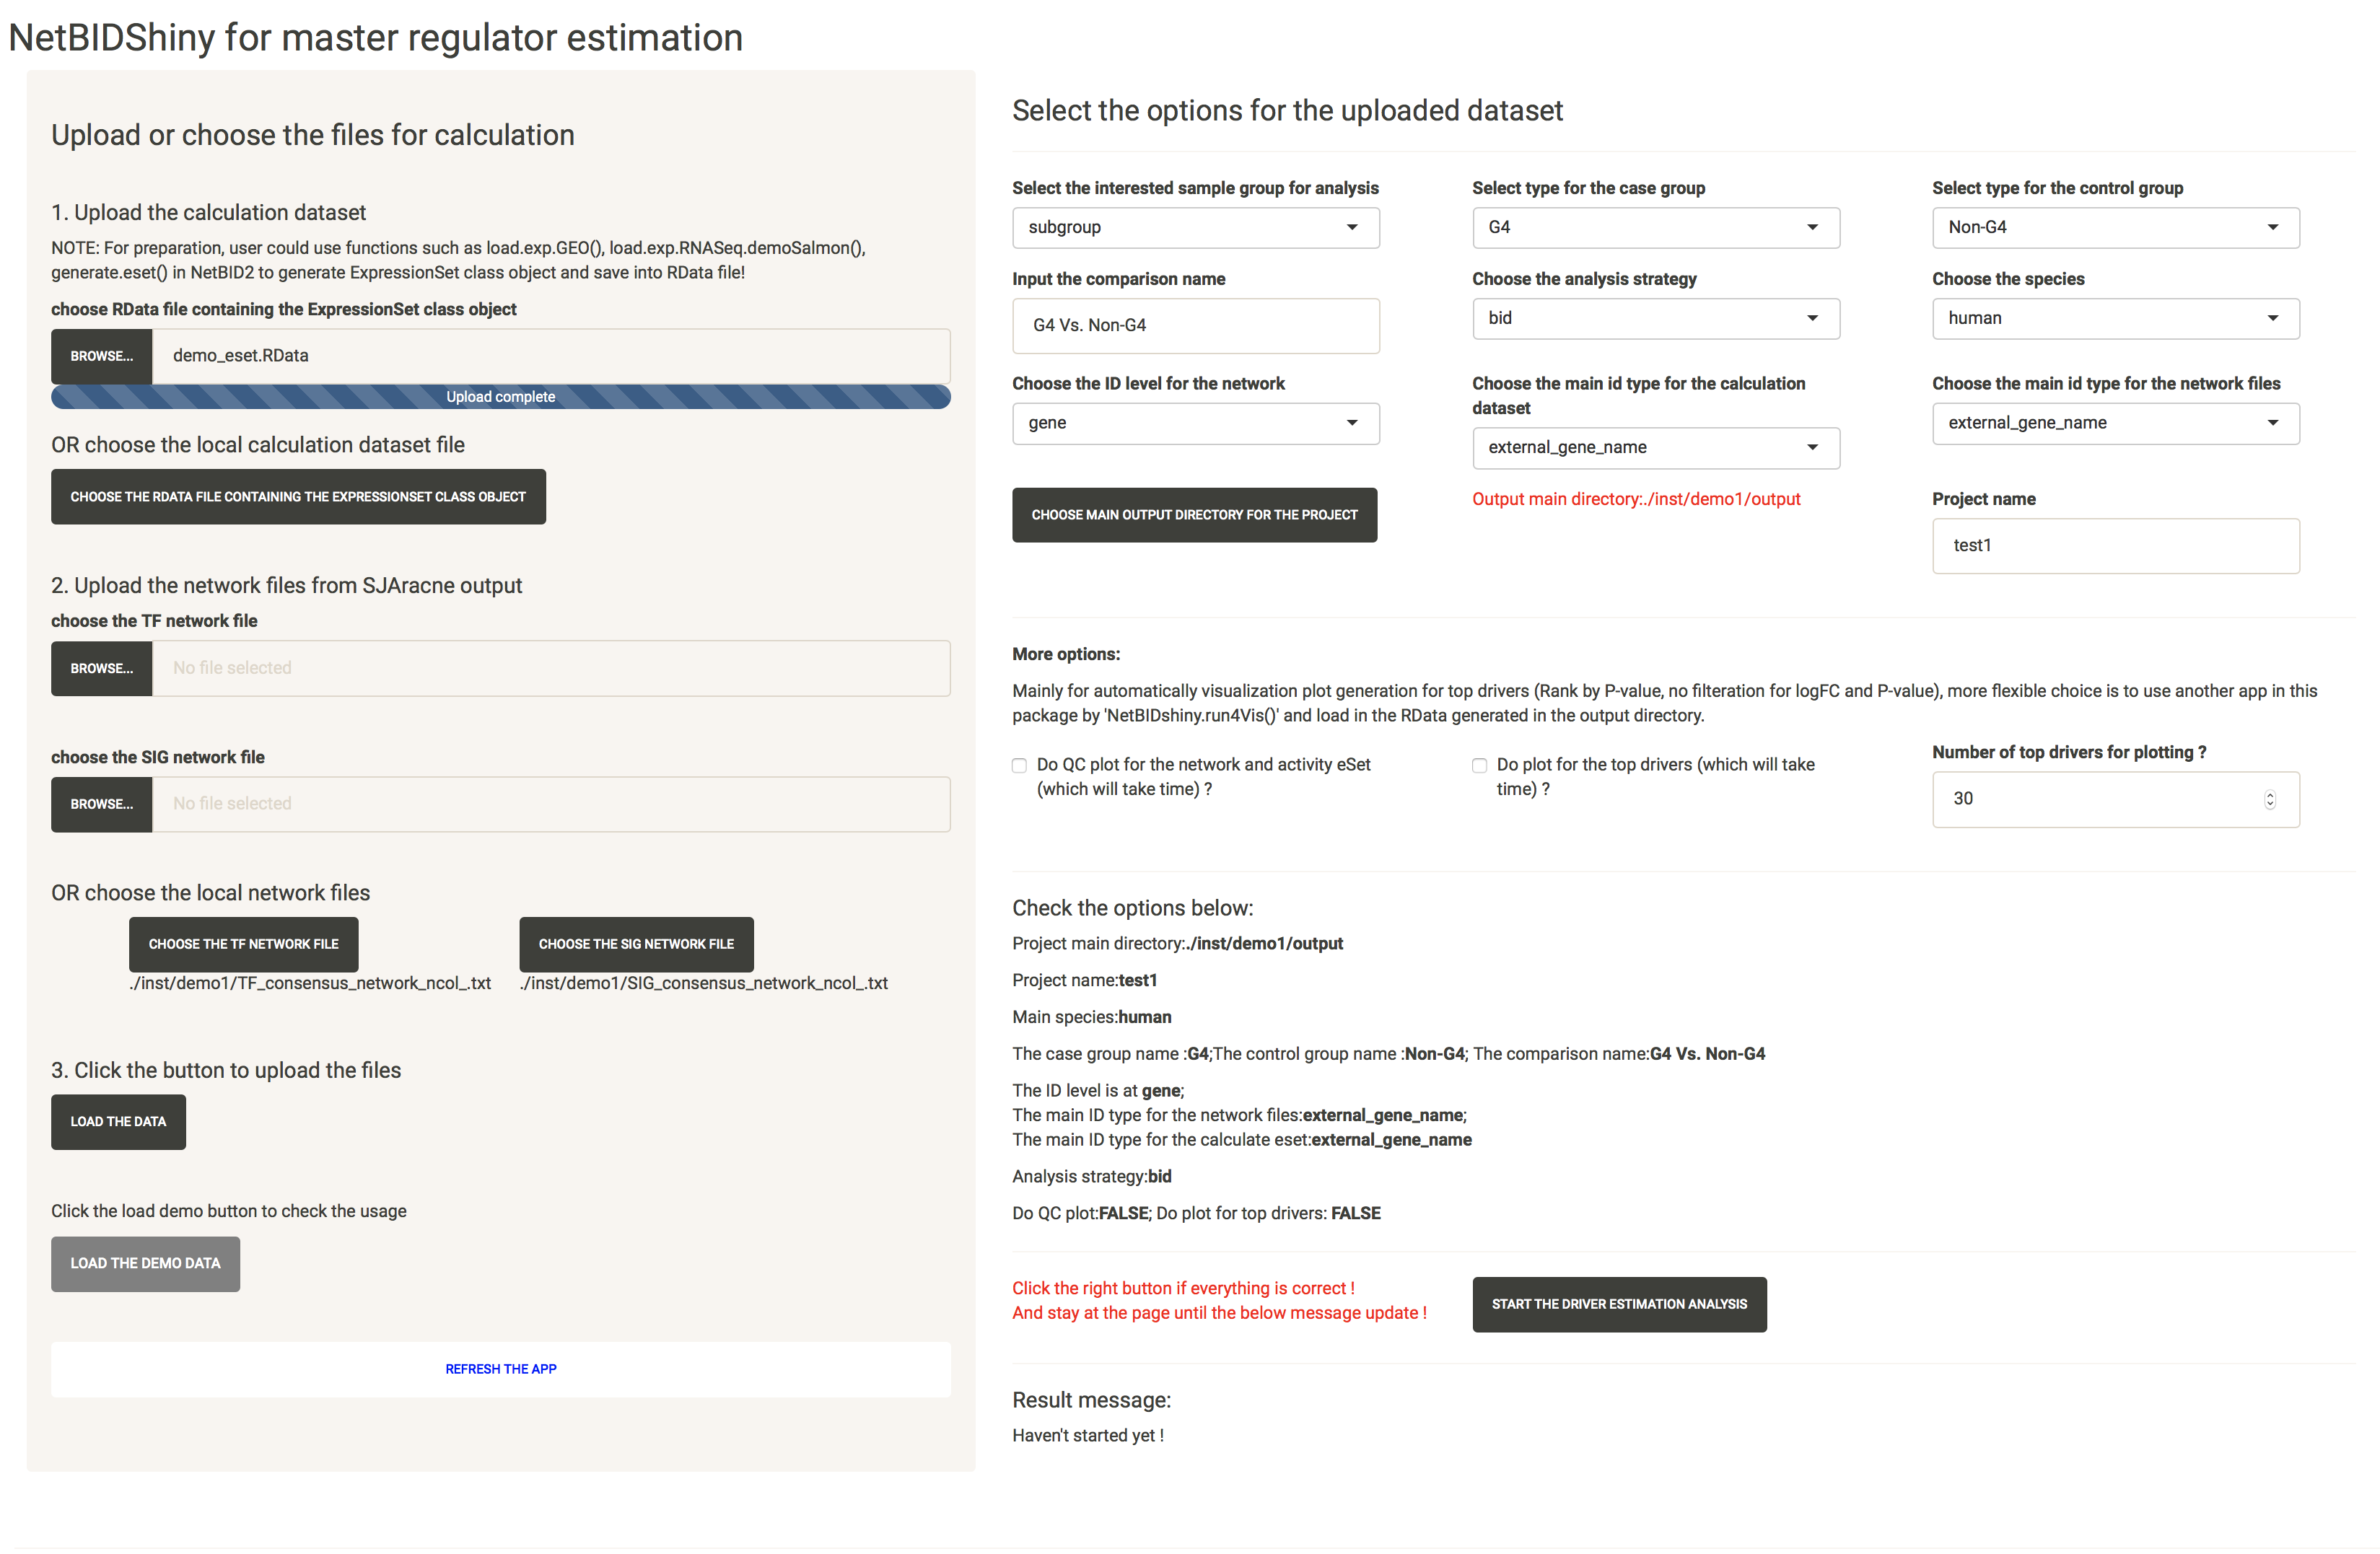 NetBIDShiny for master regulator estimation
Upload or choose the files for calculation
1. Upload the calculation dataset
NOTE: For preparation, user could use functions such as load.exp.GEO(), load.exp.RNASeq.demoSalmon(),
generate.eset() in NetBID2 to generate ExpressionSet class object and save into RData file!
choose RData file containing the ExpressionSet class object
BROWSE... demo_eset.RData
Upload complete
OR choose the local calculation dataset file
CHOOSE THE RDATA FILE CONTAINING THE EXPRESSIONSET CLASS OBJECT
2. Upload the network files from SJAracne output
choose the TF network file
BROWSE... No file selected
choose the SIG network file
BROWSE... No file selected
OR choose the local network files
CHOOSE THE TF NETWORK FILE
./inst/demo1/TF_consensus_network_ncol_.txt
CHOOSE THE SIG NETWORK FILE
./inst/demo1/SIG_consensus_network_ncol_.txt
3. Click the button to upload the files
LOAD THE DATA
Click the load demo button to check the usage
LOAD THE DEMO DATA
REFRESH THE APP
Select the options for the uploaded dataset
Select the interested sample group for analysis
subgroup
Select type for the case group
G4
Select type for the control group
Non-G4
Input the comparison name
G4 Vs. Non-G4
Choose the analysis strategy
bid
Choose the species
human
Choose the ID level for the network
gene
Choose the main id type for the calculation
dataset
external_gene_name
Choose the main id type for the network files
external_gene_name
CHOOSE MAIN OUTPUT DIRECTORY FOR THE PROJECT
Output main directory:./inst/demo1/output
Project name
test1
More options:
Mainly for automatically visualization plot generation for top drivers (Rank by P-value, no filteration for logFC and P-value), more flexible choice is to use another app in this
package by 'NetBIDshiny.run4Vis()' and load in the RData generated in the output directory.
Do QC plot for the network and activity eSet
(which will take time) ?
Do plot for the top drivers (which will take
time) ?
Number of top drivers for plotting ?
30
Check the options below:
Project main directory:./inst/demo1/output
Project name:test1
Main species:human
The case group name :G4;The control group name :Non-G4; The comparison name:G4 Vs. Non-G4
The ID level is at gene;
The main ID type for the network files:external_gene_name;
The main ID type for the calculate eset:external_gene_name
Analysis strategy:bid
Do QC plot:FALSE; Do plot for top drivers: FALSE
Click the right button if everything is correct !
And stay at the page until the below message update !
START THE DRIVER ESTIMATION ANALYSIS
Result message:
Haven't started yet !